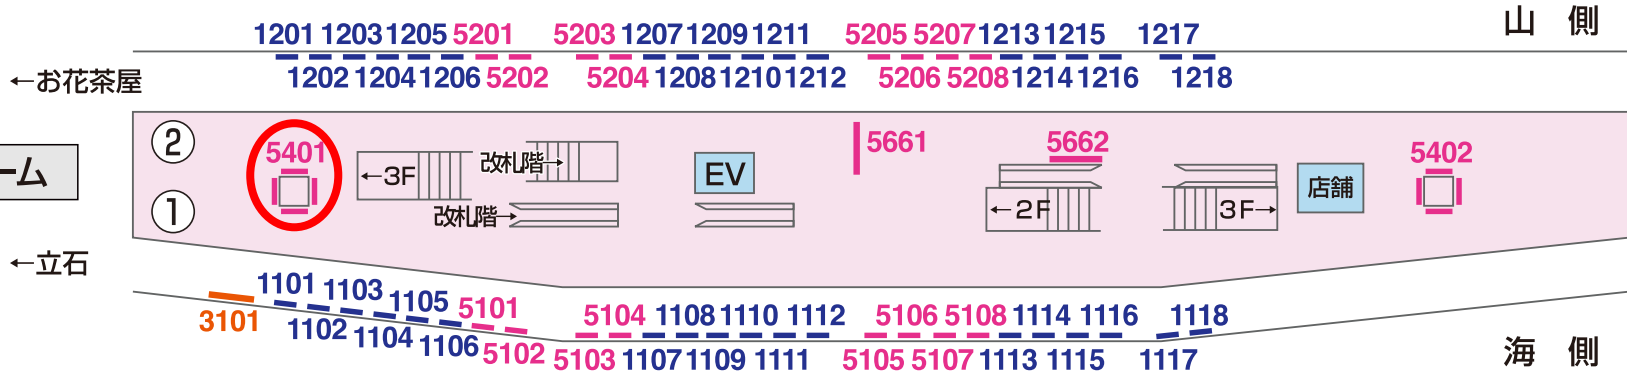 山 側
1201 1203 1205 5201 5203 1207 1209 1211 5205 5207 1213 1215 1217
1202 1204 1206 5202 5204 1208 1210 1212 5206 5208 1214 1216 1218
←お花茶屋
② 5401 ←3F 改札階→ EV 5661 5662 5402
ーム
① 改札階→ ←2F 3F→ 店舗
←立石
1101 1103 1105 5101 5104 1108 1110 1112 5106 5108 1114 1116 1118
3101 1102 1104 1106 5102 5103 1107 1109 1111 5105 5107 1113 1115 1117
海 側